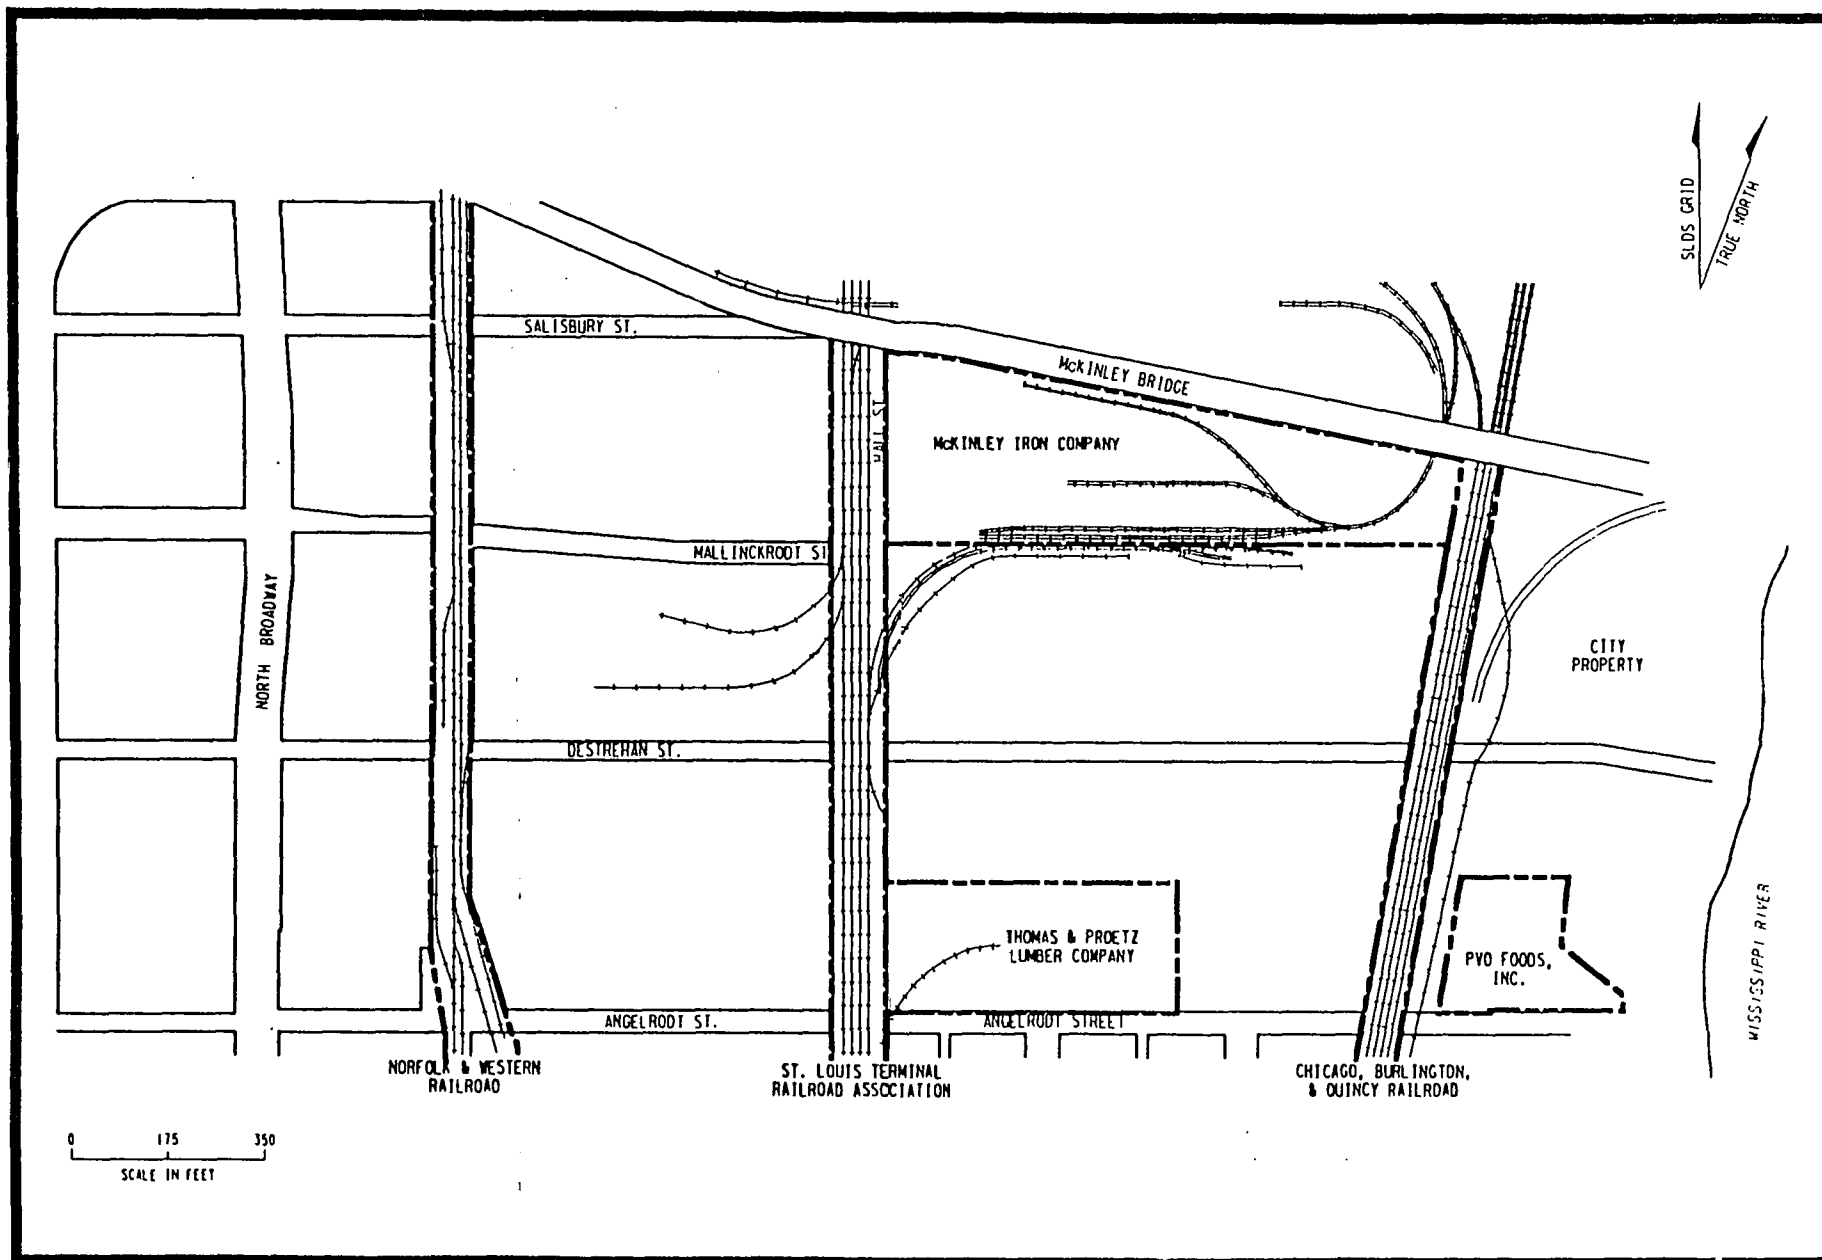 SLDS GRID
TRUE NORTH
SALISBURY ST.
McKINLEY BRIDGE
HALL ST.
McKINLEY IRON COMPANY
MALLINCKRODT ST
NORTH BROADWAY
CITY
PROPERTY
DESTREHAN ST.
THOMAS & PROETZ
LUMBER COMPANY
PVO FOODS,
INC.
MISSISSIPPI RIVER
ANGELRODT ST.
ANGELRODT STREET
NORFOLK & WESTERN
RAILROAD
ST. LOUIS TERMINAL
RAILROAD ASSOCIATION
CHICAGO, BURLINGTON,
& QUINCY RAILROAD
0 175 350
SCALE IN FEET